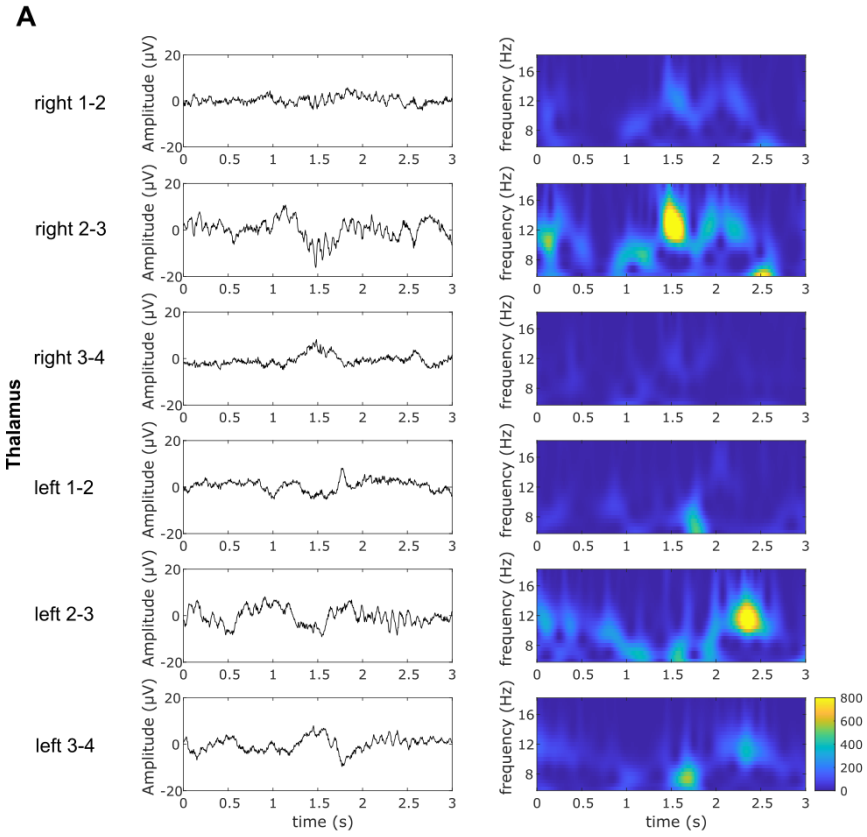 A
Thalamus
right 1-2
Amplitude (µV)
20
0
-20
0 0.5 1 1.5 2 2.5 3
frequency (Hz)
16
12
8
0 0.5 1 1.5 2 2.5 3
right 2-3
Amplitude (µV)
20
0
-20
0 0.5 1 1.5 2 2.5 3
frequency (Hz)
16
12
8
0 0.5 1 1.5 2 2.5 3
right 3-4
Amplitude (µV)
20
0
-20
0 0.5 1 1.5 2 2.5 3
frequency (Hz)
16
12
8
0 0.5 1 1.5 2 2.5 3
left 1-2
Amplitude (µV)
20
0
-20
0 0.5 1 1.5 2 2.5 3
frequency (Hz)
16
12
8
0 0.5 1 1.5 2 2.5 3
left 2-3
Amplitude (µV)
20
0
-20
0 0.5 1 1.5 2 2.5 3
frequency (Hz)
16
12
8
0 0.5 1 1.5 2 2.5 3
left 3-4
Amplitude (µV)
20
0
-20
0 0.5 1 1.5 2 2.5 3
time (s)
frequency (Hz)
16
12
8
0 0.5 1 1.5 2 2.5 3
time (s)
800
600
400
200
0